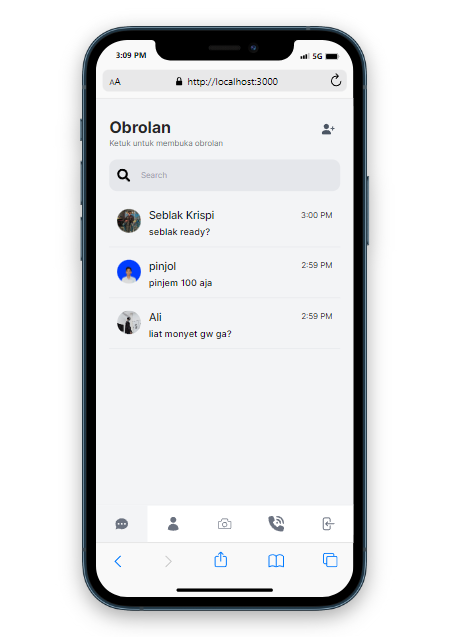 3:09 PM
5G
AA
http://localhost:3000
Obrolan
Ketuk untuk membuka obrolan
Search
Seblak Krispi
3:00 PM
seblak ready?
pinjol
2:59 PM
pinjem 100 aja
Ali
2:59 PM
liat monyet gw ga?